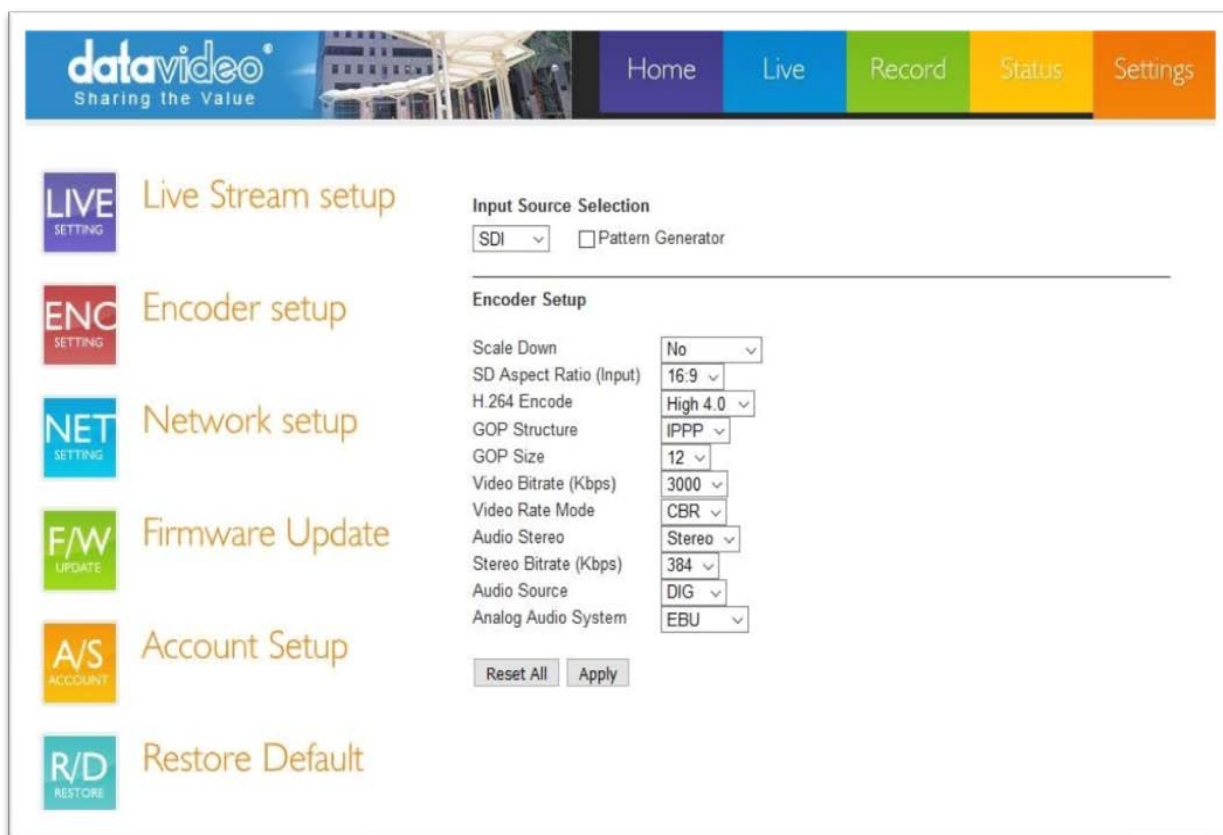 datavideo®
Sharing the Value
Home Live Record Status Settings
LIVE
SETTING
Live Stream setup
ENC
SETTING
Encoder setup
NET
SETTING
Network setup
F/W
UPDATE
Firmware Update
A/S
ACCOUNT
Account Setup
R/D
RESTORE
Restore Default
Input Source Selection
SDI Pattern Generator
Encoder Setup
Scale Down No
SD Aspect Ratio (Input) 16:9
H.264 Encode High 4.0
GOP Structure IPPP
GOP Size 12
Video Bitrate (Kbps) 3000
Video Rate Mode CBR
Audio Stereo Stereo
Stereo Bitrate (Kbps) 384
Audio Source DIG
Analog Audio System EBU
Reset All Apply